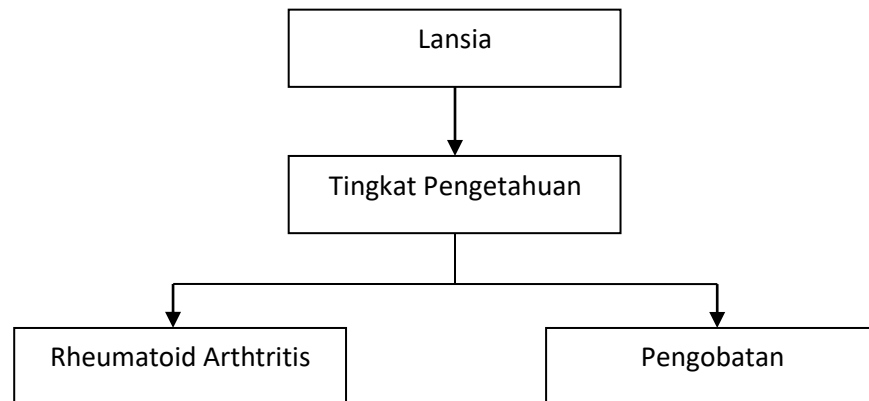 Lansia
Tingkat Pengetahuan
Rheumatoid Arthtritis
Pengobatan